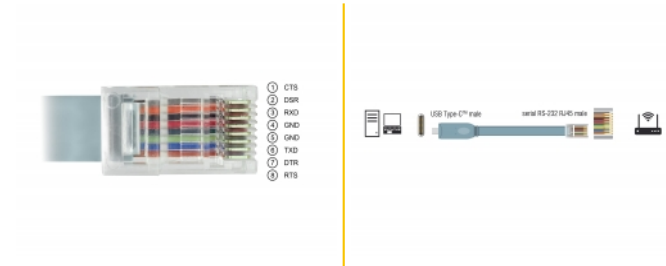 1 CTS
2 DSR
3 RXD
4 GND
5 GND
6 TXD
7 DTR
8 RTS
USB Type-C™ male
serial RS-232 RJ45 male